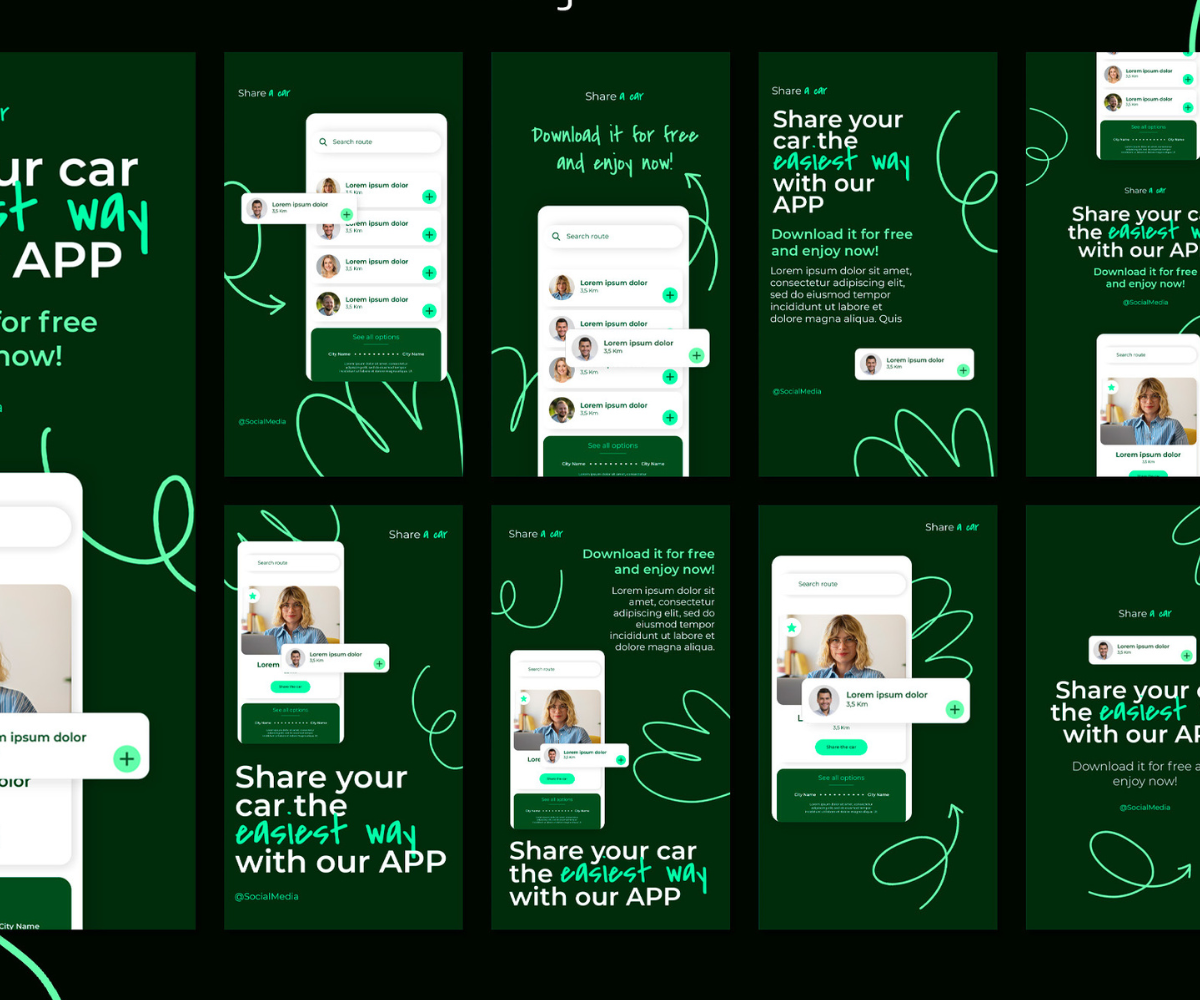 ur car
st way
APP
for free
now!
m ipsum dolor
City Name
Share a car
Search route
Lorem ipsum dolor
Lorem ipsum dolor
3,5 Km
Lorem ipsum dolor
3,5 Km
Lorem ipsum dolor
3,5 Km
Lorem ipsum dolor
3,5 Km
See all options
City Name City Name
@SocialMedia
Share a car
Download it for free
and enjoy now!
Search route
Lorem ipsum dolor
3,5 Km
Lorem ipsum dolor
Lorem ipsum dolor
3,5 Km
3,5 Km
Lorem ipsum dolor
3,5 Km
See all options
City Name City Name
Share a car
Share your
car the
easiest way
with our
APP
Download it for free
and enjoy now!
Lorem ipsum dolor sit amet,
consectetur adipiscing elit,
sed do eiusmod tempor
incididunt ut labore et
dolore magna aliqua. Quis
Lorem ipsum dolor
3,5 Km
@SocialMedia
Lorem ipsum dolor
3,5 Km
Lorem ipsum dolor
3,5 Km
See all options
City Name City Name
Share a car
Share your c
the easiest w
with our AP
Download it for free
and enjoy now!
@SocialMedia
Search route
Lorem ipsum dolor
3,5 Km
Share a car
Search route
Lorem ipsum dolor
3,5 Km
Lorem
Share the car
See all options
City Name City Name
Share your
car the
easiest way
with our APP
@SocialMedia
Share a car
Download it for free
and enjoy now!
Lorem ipsum dolor sit
amet, consectetur
adipiscing elit, sed do
eiusmod tempor
incididunt ut labore et
dolore magna aliqua.
Search route
Lorem ipsum dolor
3,5 Km
Lore
Share the car
See all options
City Name City Name
Share your car
the easiest way
with our APP
Share a car
Search route
Lorem ipsum dolor
3,5 Km
L
3,5 Km
Share the car
See all options
City Name City Name
Share a car
Lorem ipsum dolor
3,5 Km
Share your
the easiest
with our AP
Download it for free a
enjoy now!
@SocialMedia